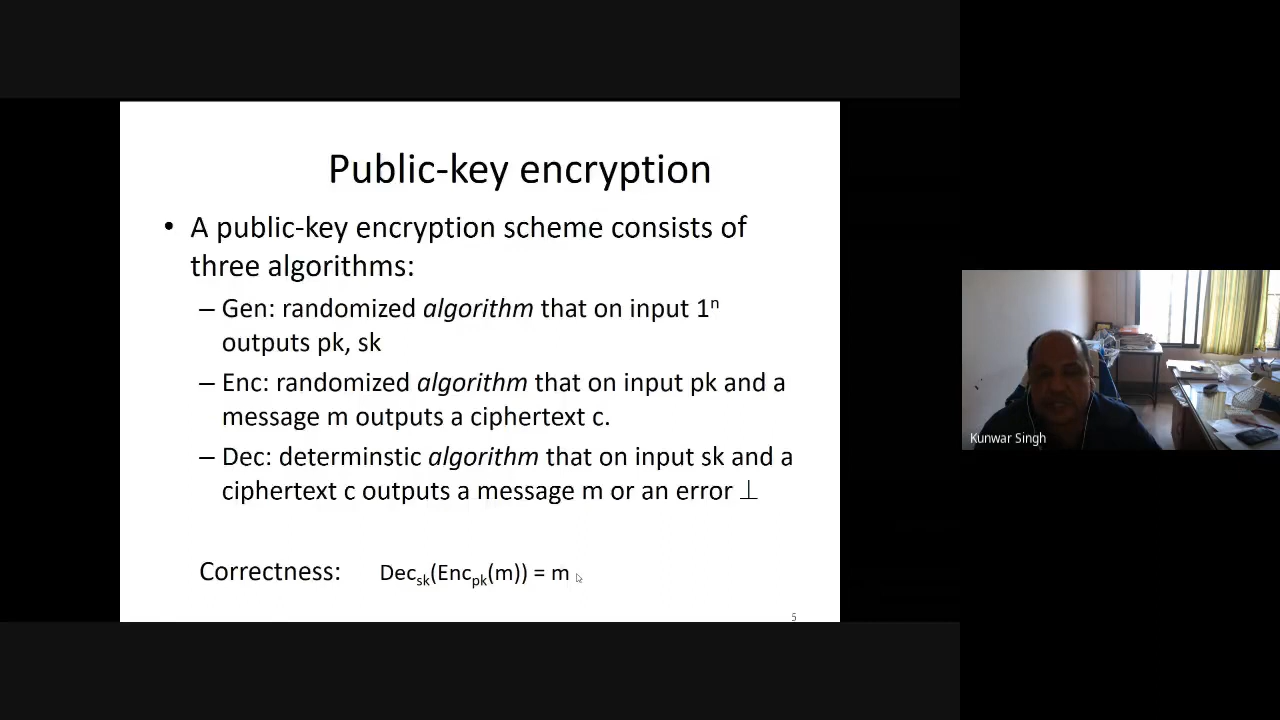 Public-key encryption
• A public-key encryption scheme consists of
three algorithms:
– Gen: randomized algorithm that on input 1ⁿ
outputs pk, sk
– Enc: randomized algorithm that on input pk and a
message m outputs a ciphertext c.
– Dec: determinstic algorithm that on input sk and a
ciphertext c outputs a message m or an error ⊥
Correctness: Dec_sk(Enc_pk(m)) = m
5
Kunwar Singh